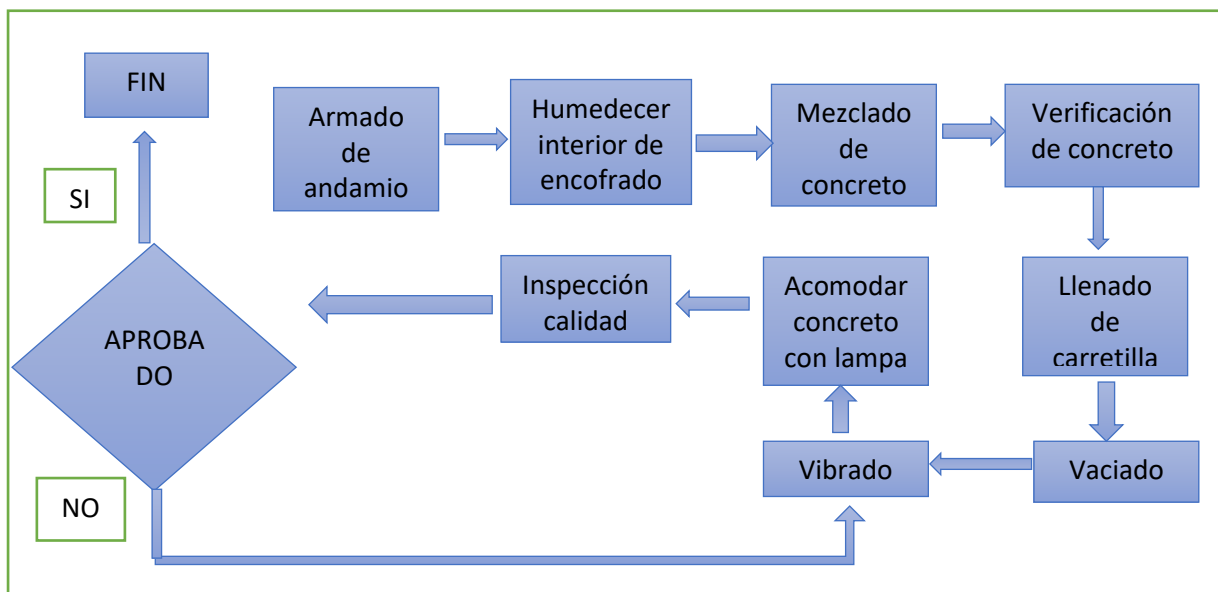 FIN
Armado
de
andamio
Humedecer
interior de
encofrado
Mezclado
de
concreto
Verificación
de concreto
SI
Inspección
calidad
Acomodar
concreto
con lampa
Llenado
de
carretilla
APROBA
DO
Vibrado
Vaciado
NO